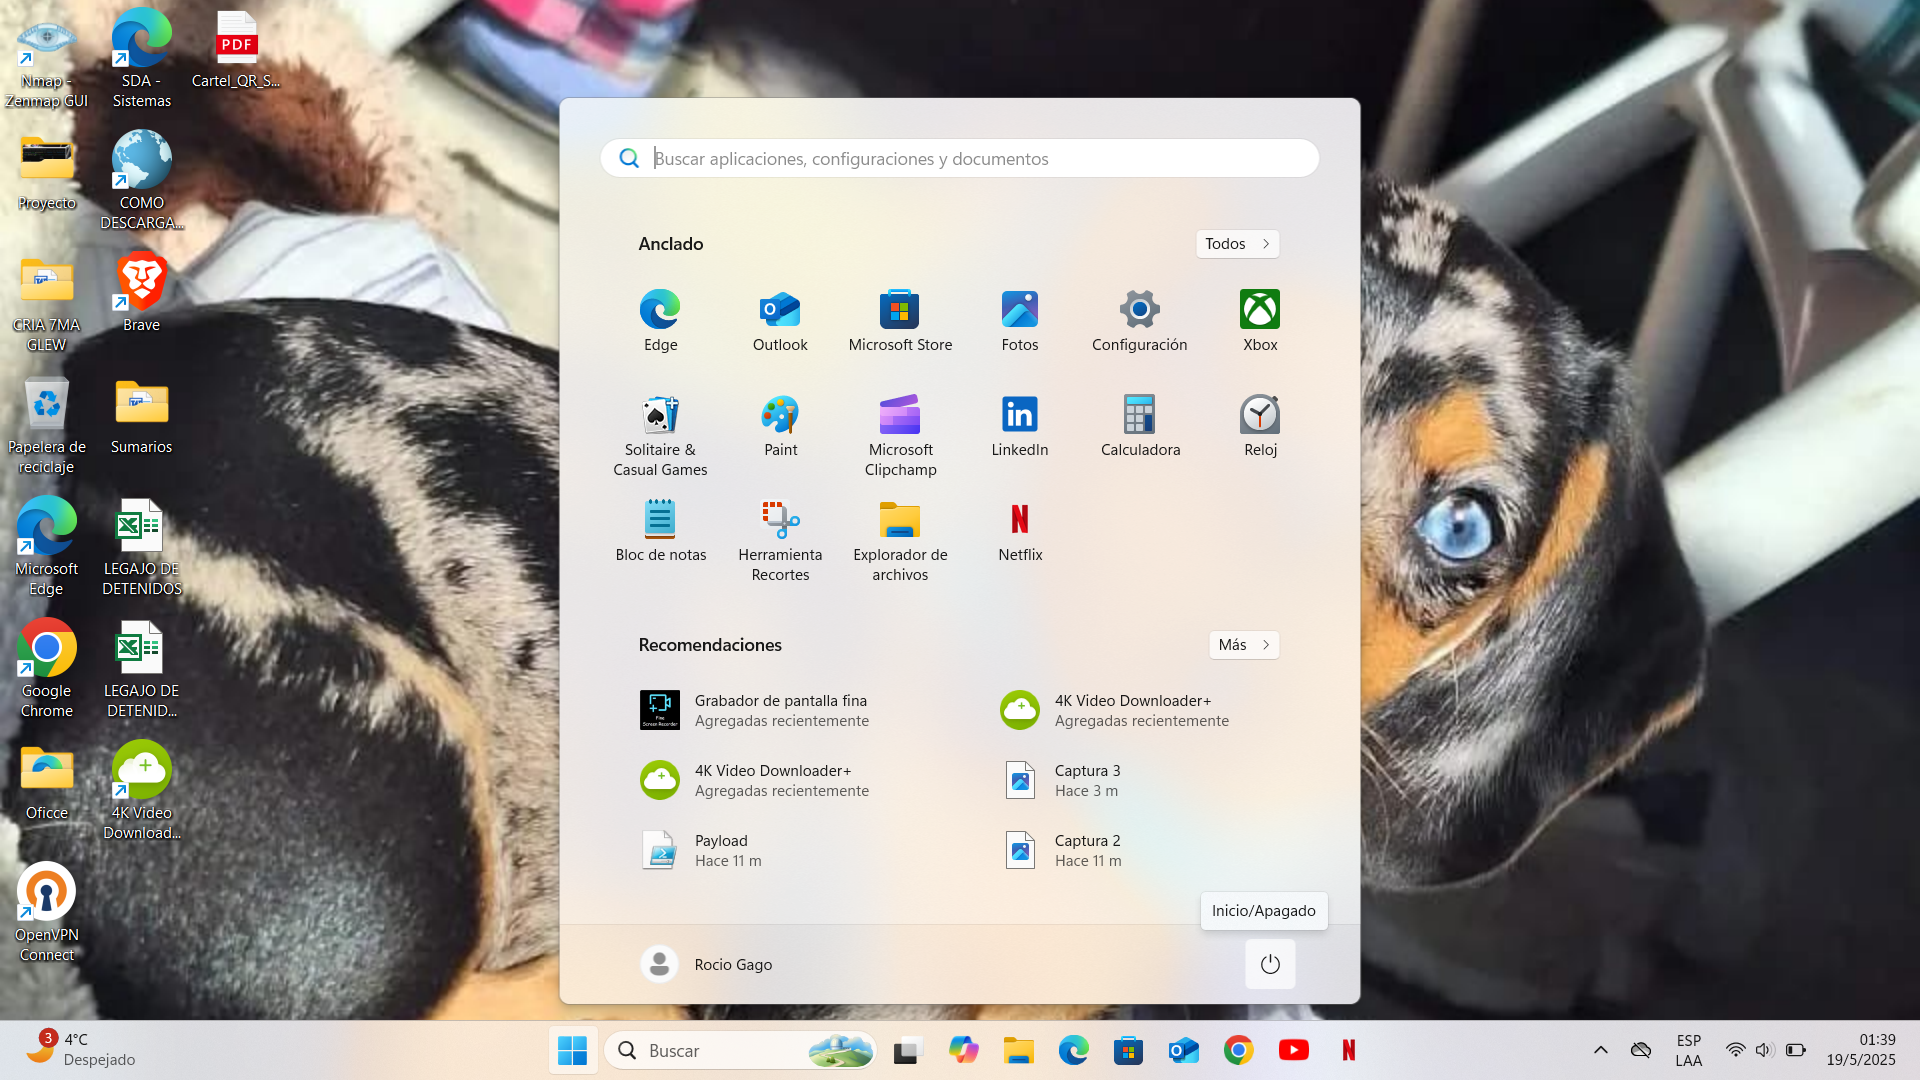 Nmap -
Zenmap GUI
SDA -
Sistemas
PDF
Cartel_QR_S...
Proyecto
COMO
DESCARGA...
CRIA 7MA
GLEW
Brave
Papelera de
reciclaje
Sumarios
Microsoft
Edge
LEGAJO DE
DETENIDOS
Google
Chrome
LEGAJO DE
DETENID...
Oficce
4K Video
Download...
OpenVPN
Connect
Buscar aplicaciones, configuraciones y documentos
Anclado
Todos
Edge
Outlook
Microsoft Store
Fotos
Configuración
Xbox
Solitaire &
Casual Games
Paint
Microsoft
Clipchamp
LinkedIn
Calculadora
Reloj
Bloc de notas
Herramienta
Recortes
Explorador de
archivos
Netflix
Recomendaciones
Más
Grabador de pantalla fina
Agregadas recientemente
4K Video Downloader+
Agregadas recientemente
4K Video Downloader+
Agregadas recientemente
Captura 3
Hace 3 m
Payload
Hace 11 m
Captura 2
Hace 11 m
Inicio/Apagado
Rocio Gago
3
4°C
Despejado
Buscar
ESP
LAA
01:39
19/5/2025